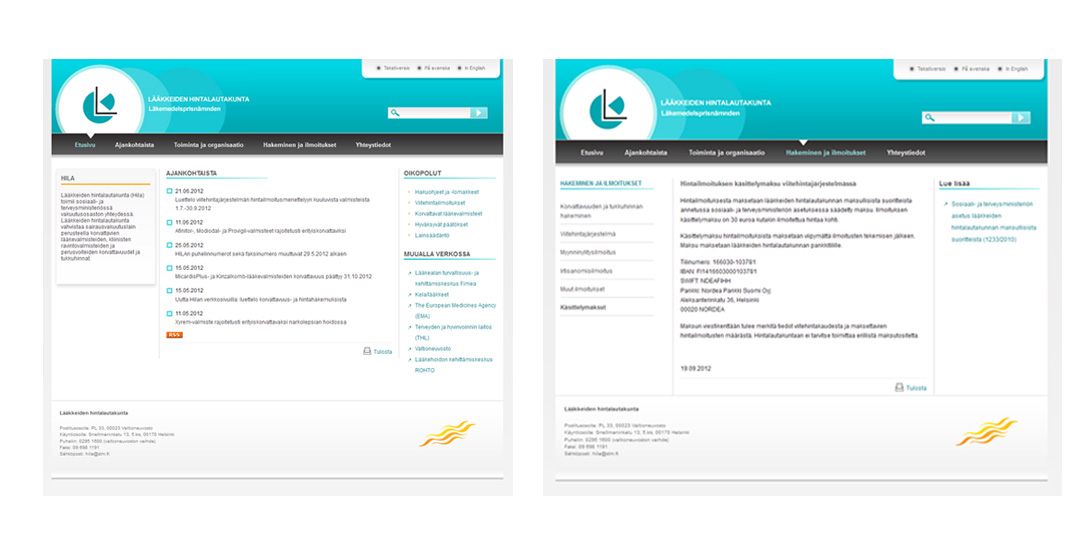 Tekstiversio På svenska In English
LÄÄKKEIDEN HINTALAUTAKUNTA
Läkemedelsprisnämnden
Etusivu Ajankohtaista Toiminta ja organisaatio Hakeminen ja ilmoitukset Yhteystiedot
HILA
Lääkkeiden hintalautakunta (Hila)
toimii sosiaali- ja
terveysministeriössä
vakuutusosaston yhteydessä.
Lääkkeiden hintalautakunta
vahvistaa sairausvakuutuslain
perusteella korvattavien
lääkevalmisteiden, kliinisten
ravintovalmisteiden ja
perusvoiteiden korvattavuudet ja
tukkuhinnat.
AJANKOHTAISTA
21.06.2012
Luettelo viitehintajärjestelmän hintailmoitusmenettelyn kuuluvista valmisteista
1.7.-30.9.2012
11.06.2012
Afinitor-, Modiodal- ja Provigil-valmisteet rajoitetusti erityiskorvattaviksi
25.05.2012
HILAn puhelinnumerot sekä faksinumero muuttuvat 29.5.2012 alkaen
15.05.2012
MicardisPlus- ja Kinzalkomb-lääkevalmisteiden korvattavuus päättyy 31.10.2012
15.05.2012
Uutta Hilan verkkosivuilla: luettelo korvattavuus- ja hintahakemuksista
11.05.2012
Xyrem-valmiste rajoitetusti erityiskorvattavaksi narkolepsian hoidossa
RSS
Tulosta
OIKOPOLUT
Hakuohjeet ja -lomakkeet
Viitehintailmoitukset
Korvattavat lääkevalmisteet
Hyväksyvät päätökset
Lainsäädäntö
MUUALLA VERKOSSA
Lääkealan turvallisuus- ja
kehittämiskeskus Fimea
Kela/lääkkeet
The European Medicines Agency
(EMA)
Terveyden ja hyvinvoinnin laitos
(THL)
Valtioneuvosto
Lääkehoidon kehittämiskeskus
ROHTO
Lääkkeiden hintalautakunta
Postiosoite: PL 33, 00023 Valtioneuvosto
Käyntiosoite: Snellmaninkatu 13, 5.krs, 00170 Helsinki
Puhelin: 0295 1600 (valtioneuvoston vaihde)
Faksi: 09 698 1191
Sähköposti: hila@stm.fi
Tekstiversio På svenska In English
LÄÄKKEIDEN HINTALAUTAKUNTA
Läkemedelsprisnämnden
Etusivu Ajankohtaista Toiminta ja organisaatio Hakeminen ja ilmoitukset Yhteystiedot
HAKEMINEN JA ILMOITUKSET
Korvattavuuden ja tukkuhinnan
hakeminen
Viitehintajärjestelmä
Myynninylitysilmoitus
Irtisanomisilmoitus
Muut ilmoitukset
Käsittelymaksut
Hintailmoituksen käsittelymaksu viitehintajärjestelmässä
Hintailmoituksesta maksetaan lääkkeiden hintalautakunnan maksullisista suoritteista
annetussa sosiaali- ja terveysministeriön asetuksessa säädetty maksu. Ilmoituksen
käsittelymaksu on 30 euroa kutakin ilmoitettua hintaa kohti.
Käsittelymaksu hintailmoituksista maksetaan viipymättä ilmoitusten tekemisen jälkeen.
Maksu maksetaan lääkkeiden hintalautakunnan pankkitilille.
Tilinumero: 166030-103781
IBAN: FI1416603000103781
SWIFT: NDEAFIHH
Pankki: Nordea Pankki Suomi Oyj
Aleksanterinkatu 36, Helsinki
00020 NORDEA
Maksun viestikenttään tulee merkitä tiedot viitehintakaudesta ja maksettavien
hintailmoitusten määrästä. Hintalautakuntaan ei tarvitse toimittaa erillistä maksutositetta.
19.09.2012
Tulosta
Lue lisää
Sosiaali- ja terveysministeriön
asetus lääkkeiden
hintalautakunnan maksullisista
suoritteista (1233/2010)
Lääkkeiden hintalautakunta
Postiosoite: PL 33, 00023 Valtioneuvosto
Käyntiosoite: Snellmaninkatu 13, 5.krs, 00170 Helsinki
Puhelin: 0295 1600 (valtioneuvoston vaihde)
Faksi: 09 698 1191
Sähköposti: hila@stm.fi